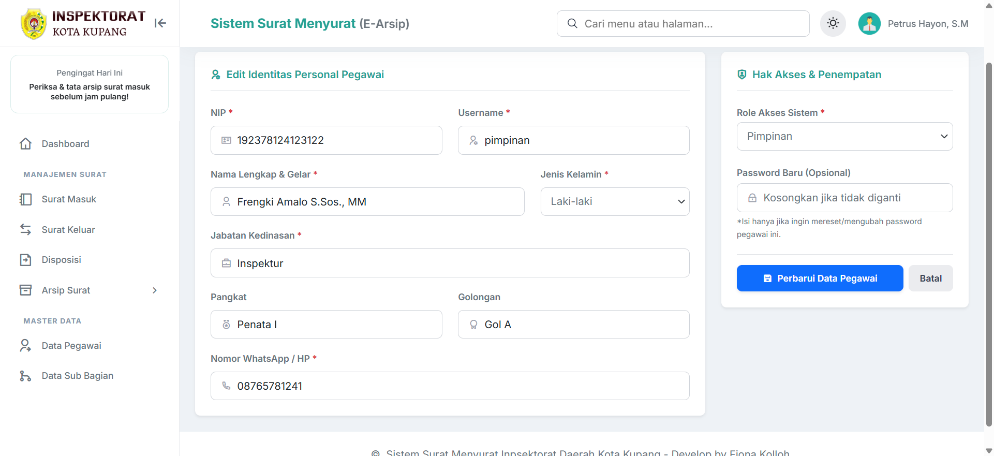 INSPEKTORAT
KOTA KUPANG
Sistem Surat Menyurat (E-Arsip)
Cari menu atau halaman...
Petrus Hayon, S.M
Pengingat Hari Ini
Periksa & tata arsip surat masuk
sebelum jam pulang!
Dashboard
MANAJEMEN SURAT
Surat Masuk
Surat Keluar
Disposisi
Arsip Surat
MASTER DATA
Data Pegawai
Data Sub Bagian
Edit Identitas Personal Pegawai
NIP *
192378124123122
Username *
pimpinan
Nama Lengkap & Gelar *
Frengki Amalo S.Sos., MM
Jenis Kelamin *
Laki-laki
Jabatan Kedinasan *
Inspektur
Pangkat
Penata I
Golongan
Gol A
Nomor WhatsApp / HP *
08765781241
Hak Akses & Penempatan
Role Akses Sistem *
Pimpinan
Password Baru (Opsional)
Kosongkan jika tidak diganti
*Isi hanya jika ingin mereset/mengubah password
pegawai ini.
Perbarui Data Pegawai
Batal
© Sistem Surat Menyurat Inpsektorat Daerah Kota Kupang - Develop by Fiona Kolloh